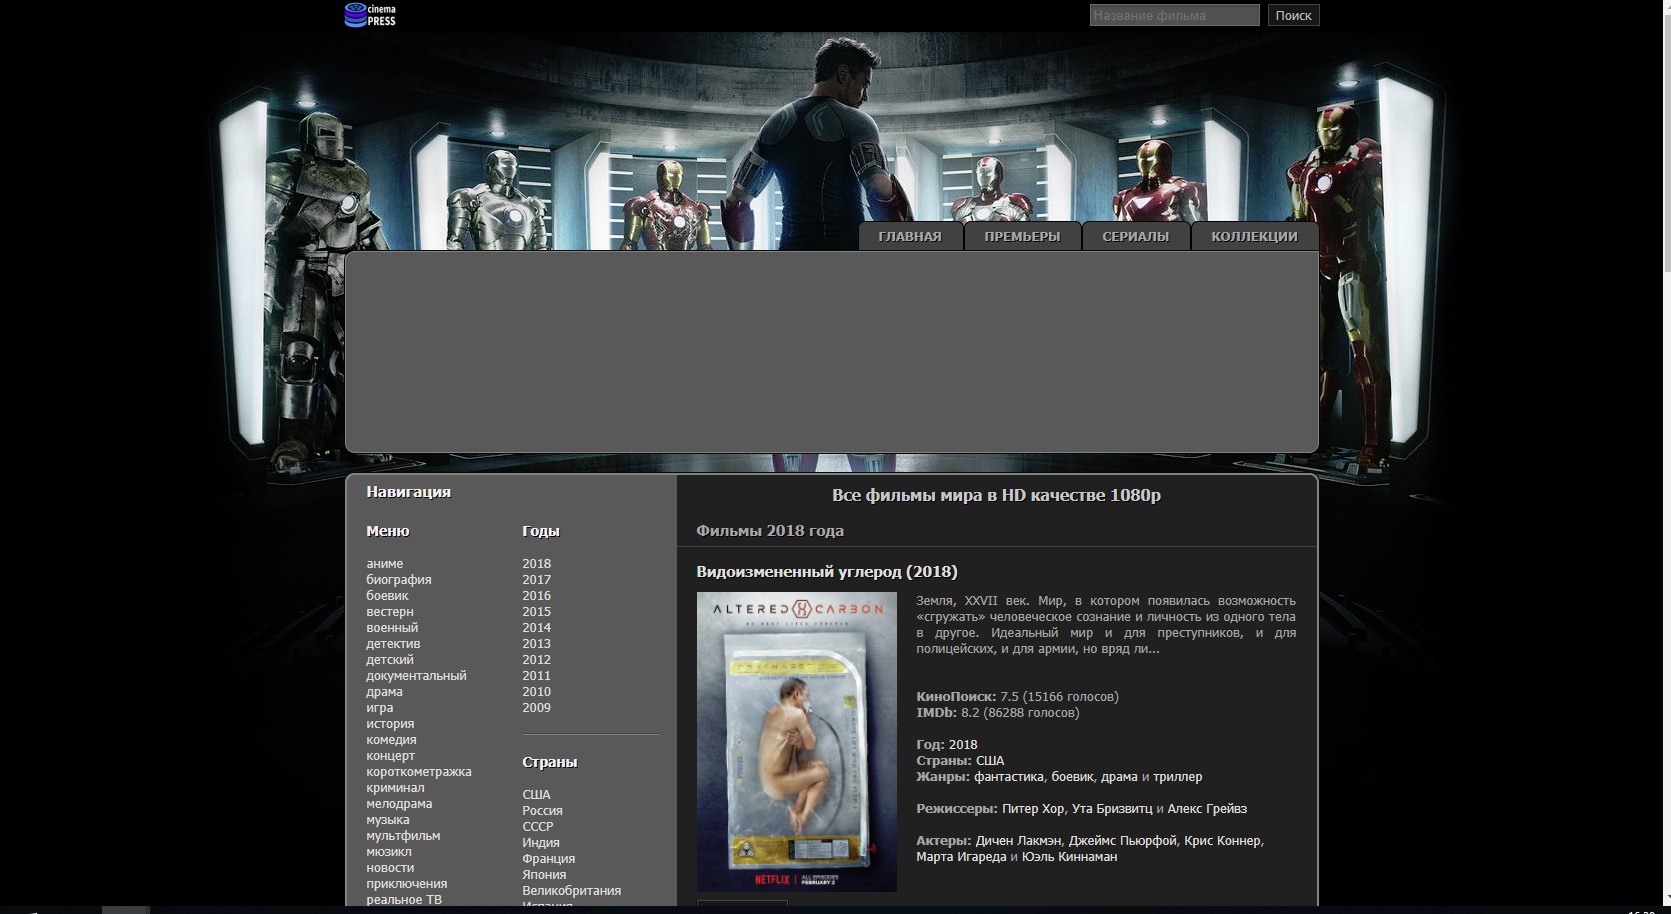 cinema
PRESS
Название фильма
Поиск
ГЛАВНАЯ
ПРЕМЬЕРЫ
СЕРИАЛЫ
КОЛЛЕКЦИИ
Навигация
Меню
аниме
биография
боевик
вестерн
военный
детектив
детский
документальный
драма
игра
история
комедия
концерт
короткометражка
криминал
мелодрама
музыка
мультфильм
мюзикл
новости
приключения
реальное ТВ
Годы
2018
2017
2016
2015
2014
2013
2012
2011
2010
2009
Страны
США
Россия
СССР
Индия
Франция
Япония
Великобритания
Испания
Все фильмы мира в HD качестве 1080p
Фильмы 2018 года
Видоизмененный углерод (2018)
ALTERED CARBON
NETFLIX | ALL EPISODES
FEBRUARY 2
Земля, XXVII век. Мир, в котором появилась возможность
«сгружать» человеческое сознание и личность из одного тела
в другое. Идеальный мир и для преступников, и для
полицейских, и для армии, но вряд ли...
КиноПоиск: 7.5 (15166 голосов)
IMDb: 8.2 (86288 голосов)
Год: 2018
Страны: США
Жанры: фантастика, боевик, драма и триллер
Режиссеры: Питер Хор, Ута Бризвитц и Алекс Грейвз
Актеры: Дичен Лакмэн, Джеймс Пьюрфой, Крис Коннер,
Марта Игареда и Юэль Киннаман